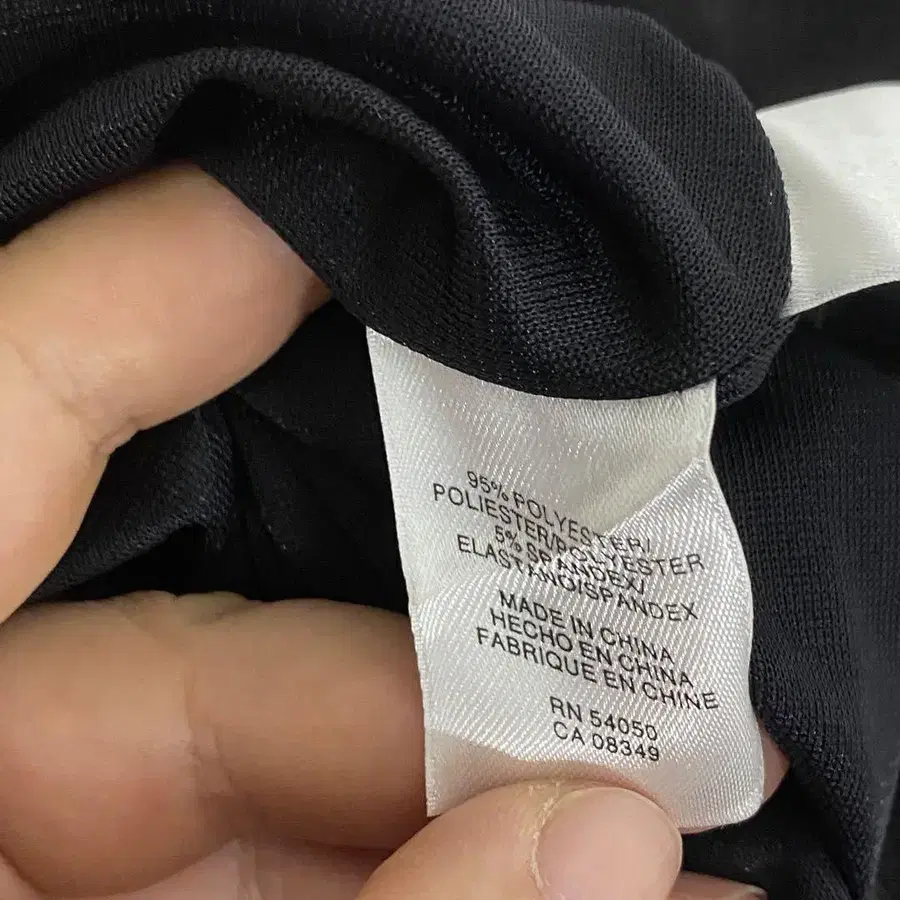 95% POLYESTER/
POLIESTER/POLYESTER
5% SPANDEX/
ELASTANO/SPANDEX
MADE IN CHINA
HECHO EN CHINA
FABRIQUE EN CHINE
RN 54050
CA 08349